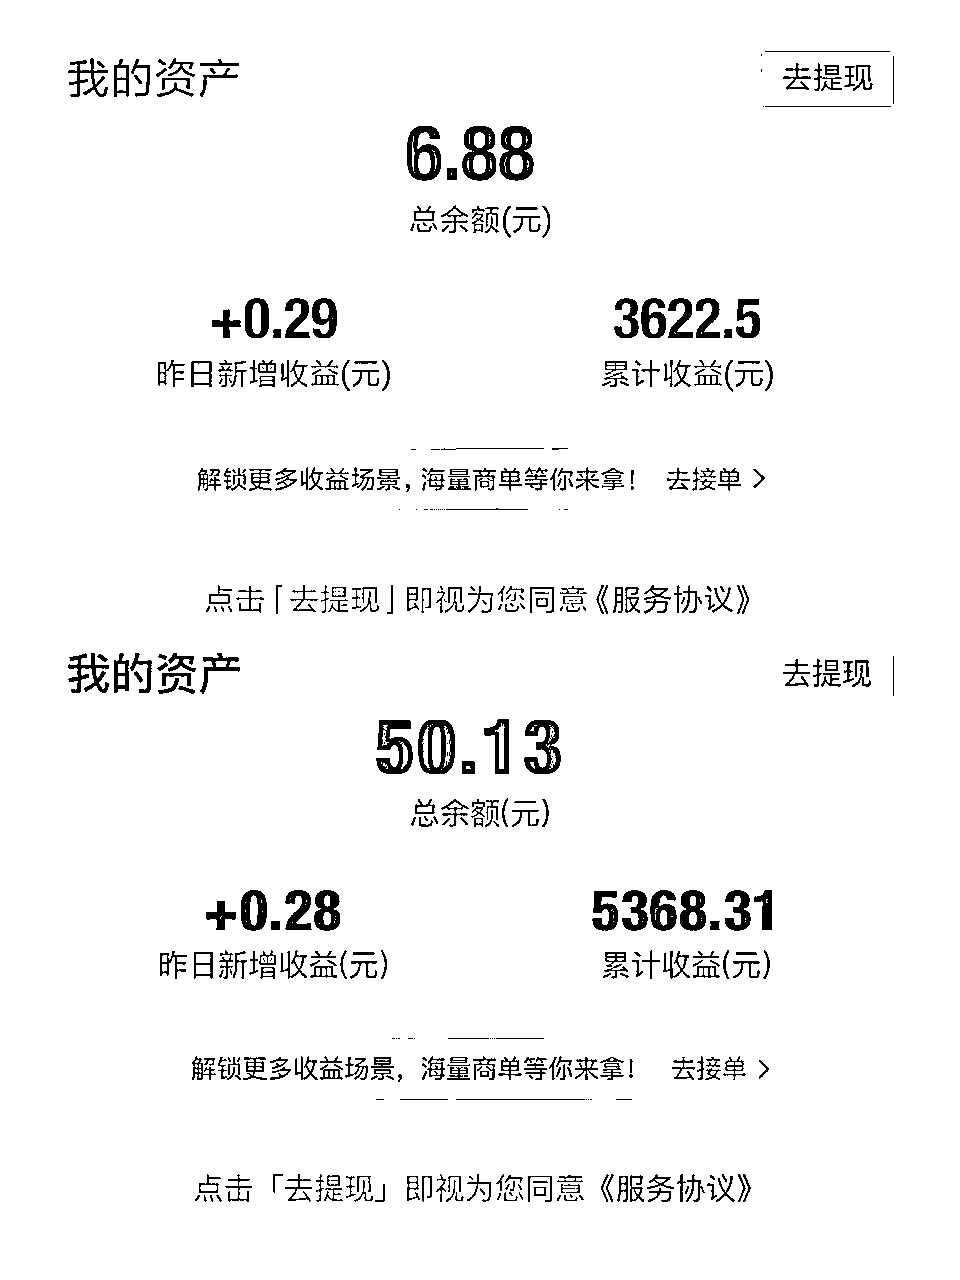 我的资产 去提现
6.88
总余额(元)
+0.29 3622.5
昨日新增收益(元) 累计收益(元)
解锁更多收益场景，海量商单等你来拿！ 去接单 >
点击「去提现」即视为您同意《服务协议》
我的资产 去提现
50.13
总余额(元)
+0.28 5368.31
昨日新增收益(元) 累计收益(元)
解锁更多收益场景，海量商单等你来拿！ 去接单 >
点击「去提现」即视为您同意《服务协议》